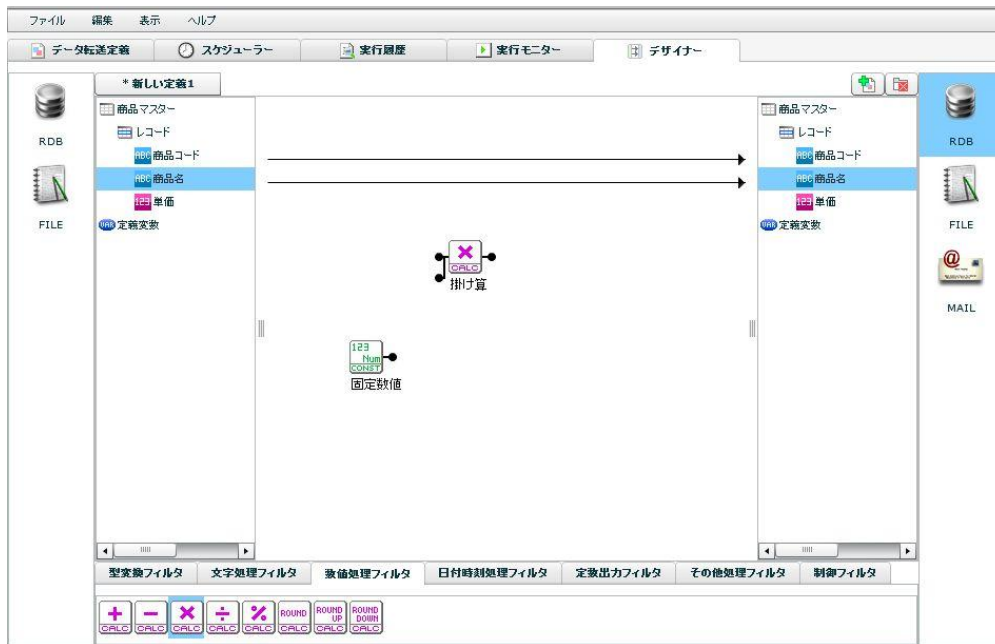 ファイル 編集 表示 ヘルプ
データ転送定義 スケジューラー 実行履歴 実行モニター デザイナー
* 新しい定義1
RDB
FILE
商品マスター
レコード
ABC 商品コード
ABC 商品名
123 単価
VAR 定義変数
CALC
掛け算
123
Num
CONST
固定数値
商品マスター
レコード
ABC 商品コード
ABC 商品名
123 単価
VAR 定義変数
RDB
FILE
MAIL
型変換フィルタ 文字処理フィルタ 数値処理フィルタ 日付時刻処理フィルタ 定数出力フィルタ その他処理フィルタ 制御フィルタ
+ − × ÷ % ROUND ROUND UP ROUND DOWN
CALC CALC CALC CALC CALC CALC CALC CALC